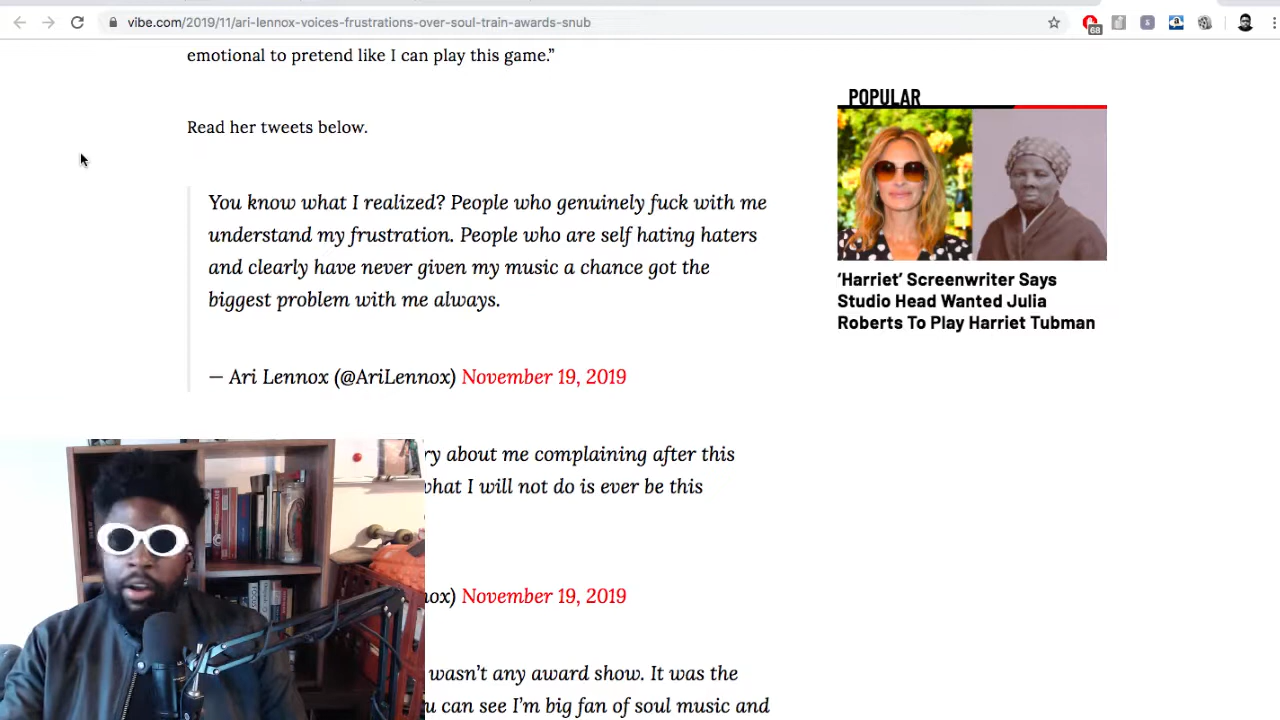 vibe.com/2019/11/ari-lennox-voices-frustrations-over-soul-train-awards-snub
68
emotional to pretend like I can play this game.”
Read her tweets below.
You know what I realized? People who genuinely fuck with me
understand my frustration. People who are self hating haters
and clearly have never given my music a chance got the
biggest problem with me always.
— Ari Lennox (@AriLennox) November 19, 2019
ry about me complaining after this
what I will not do is ever be this
nox) November 19, 2019
wasn’t any award show. It was the
u can see I’m big fan of soul music and
POPULAR
‘Harriet’ Screenwriter Says
Studio Head Wanted Julia
Roberts To Play Harriet Tubman